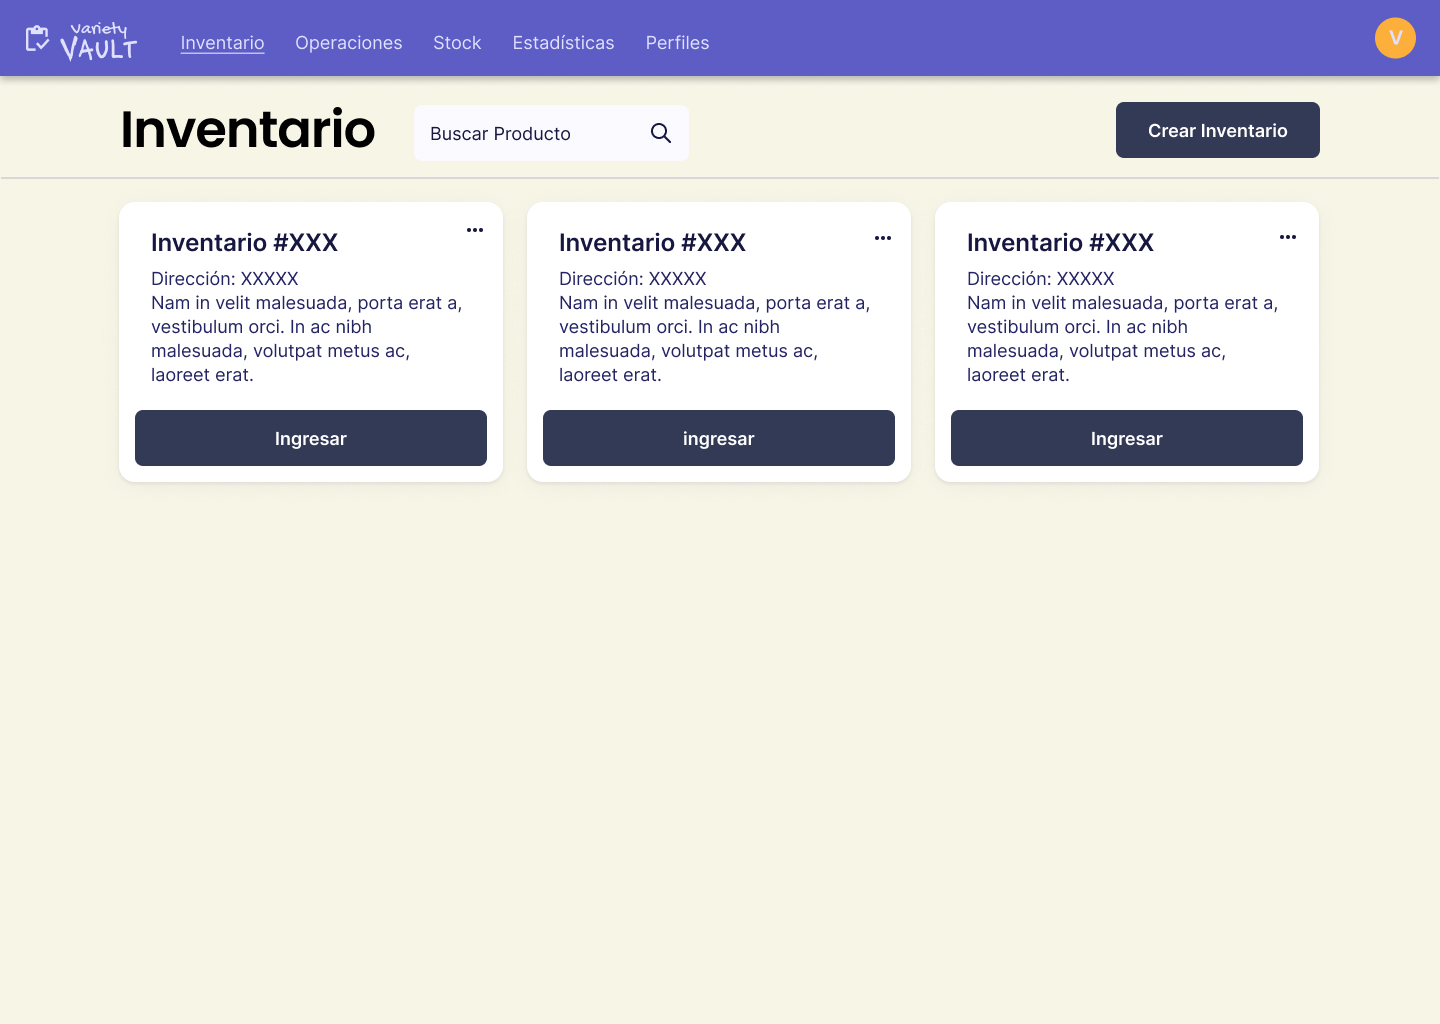 variety
VAULT
Inventario Operaciones Stock Estadísticas Perfiles
V
Inventario
Buscar Producto
Crear Inventario
Inventario #XXX
Dirección: XXXXX
Nam in velit malesuada, porta erat a,
vestibulum orci. In ac nibh
malesuada, volutpat metus ac,
laoreet erat.
Ingresar
Inventario #XXX
Dirección: XXXXX
Nam in velit malesuada, porta erat a,
vestibulum orci. In ac nibh
malesuada, volutpat metus ac,
laoreet erat.
ingresar
Inventario #XXX
Dirección: XXXXX
Nam in velit malesuada, porta erat a,
vestibulum orci. In ac nibh
malesuada, volutpat metus ac,
laoreet erat.
Ingresar